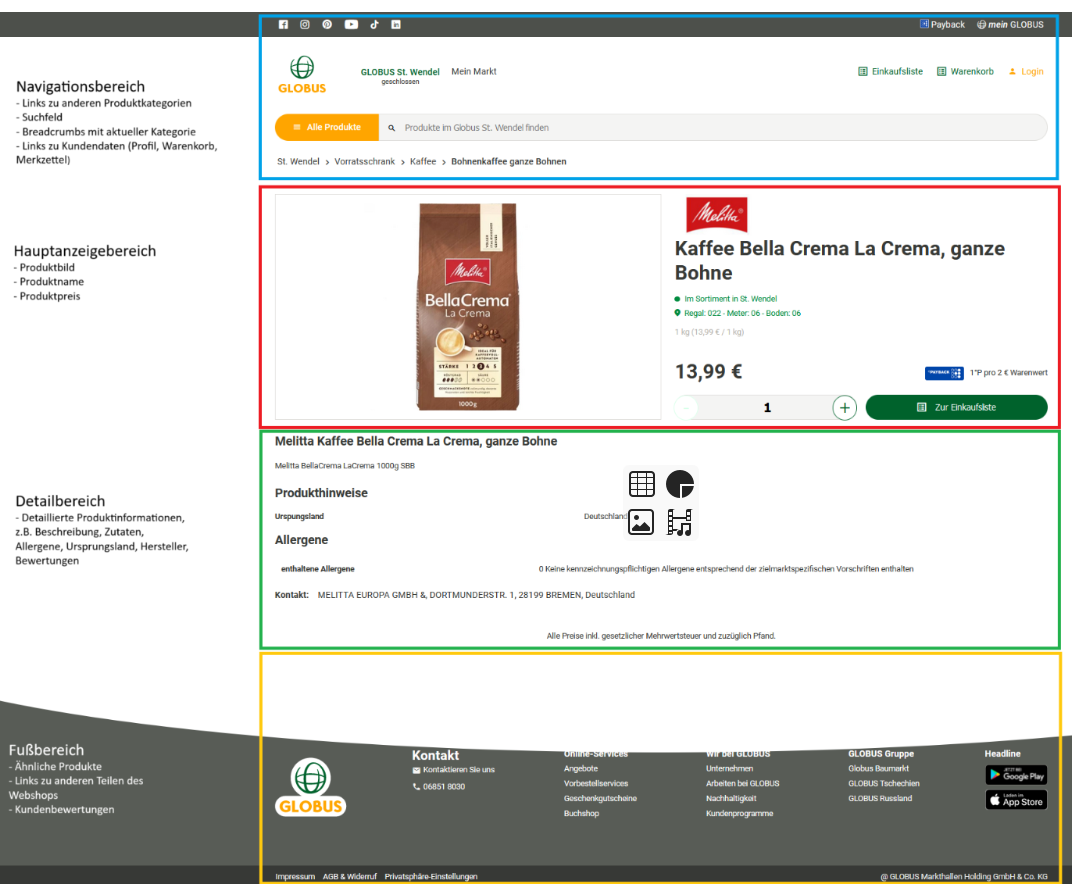 Payback mein GLOBUS
Navigationsbereich
- Links zu anderen Produktkategorien
- Suchfeld
- Breadcrumbs mit aktueller Kategorie
- Links zu Kundendaten (Profil, Warenkorb,
Merkzettel)
GLOBUS
GLOBUS St. Wendel Mein Markt
geschlossen
Einkaufsliste Warenkorb Login
Alle Produkte Produkte im Globus St. Wendel finden
St. Wendel > Vorratsschrank > Kaffee > Bohnenkaffee ganze Bohnen
Hauptanzeigebereich
- Produktbild
- Produktname
- Produktpreis
Melitta
BellaCrema
La Crema
STÄRKE 1 2 3 4 5
1000g
Melitta
Kaffee Bella Crema La Crema, ganze
Bohne
Im Sortiment in St. Wendel
Regal: 022 - Meter: 06 - Boden: 06
1 kg (13,99 € / 1 kg)
13,99 €
PAYBACK 1°P pro 2 € Warenwert
- 1 + Zur Einkaufsliste
Detailbereich
- Detaillierte Produktinformationen,
z.B. Beschreibung, Zutaten,
Allergene, Ursprungsland, Hersteller,
Bewertungen
Melitta Kaffee Bella Crema La Crema, ganze Bohne
Melitta BellaCrema LaCrema 1000g SBB
Produkthinweise
Urspungsland Deutschland
Allergene
enthaltene Allergene 0 Keine kennzeichnungspflichtigen Allergene entsprechend der zielmarktspezifischen Vorschriften enthalten
Kontakt: MELITTA EUROPA GMBH &, DORTMUNDERSTR. 1, 28199 BREMEN, Deutschland
Alle Preise inkl. gesetzlicher Mehrwertsteuer und zuzüglich Pfand.
Fußbereich
- Ähnliche Produkte
- Links zu anderen Teilen des
Webshops
- Kundenbewertungen
GLOBUS
Kontakt
Kontaktieren Sie uns
06851 8030
Online-Services
Angebote
Vorbestellservices
Geschenkgutscheine
Buchshop
Wir bei GLOBUS
Unternehmen
Arbeiten bei GLOBUS
Nachhaltigkeit
Kundenprogramme
GLOBUS Gruppe
Globus Baumarkt
GLOBUS Tschechien
GLOBUS Russland
Headline
JETZT BEI
Google Play
Laden im
App Store
Impressum AGB & Widerruf Privatsphäre-Einstellungen
@ GLOBUS Markthallen Holding GmbH & Co. KG